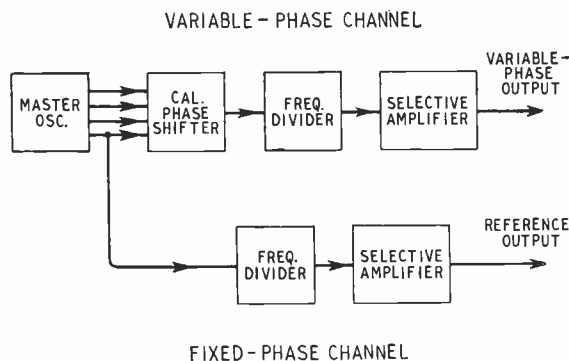 VARIABLE-PHASE CHANNEL
MASTER
OSC.
CAL.
PHASE
SHIFTER
FREQ.
DIVIDER
SELECTIVE
AMPLIFIER
VARIABLE-
PHASE
OUTPUT
FREQ.
DIVIDER
SELECTIVE
AMPLIFIER
REFERENCE
OUTPUT
FIXED-PHASE CHANNEL